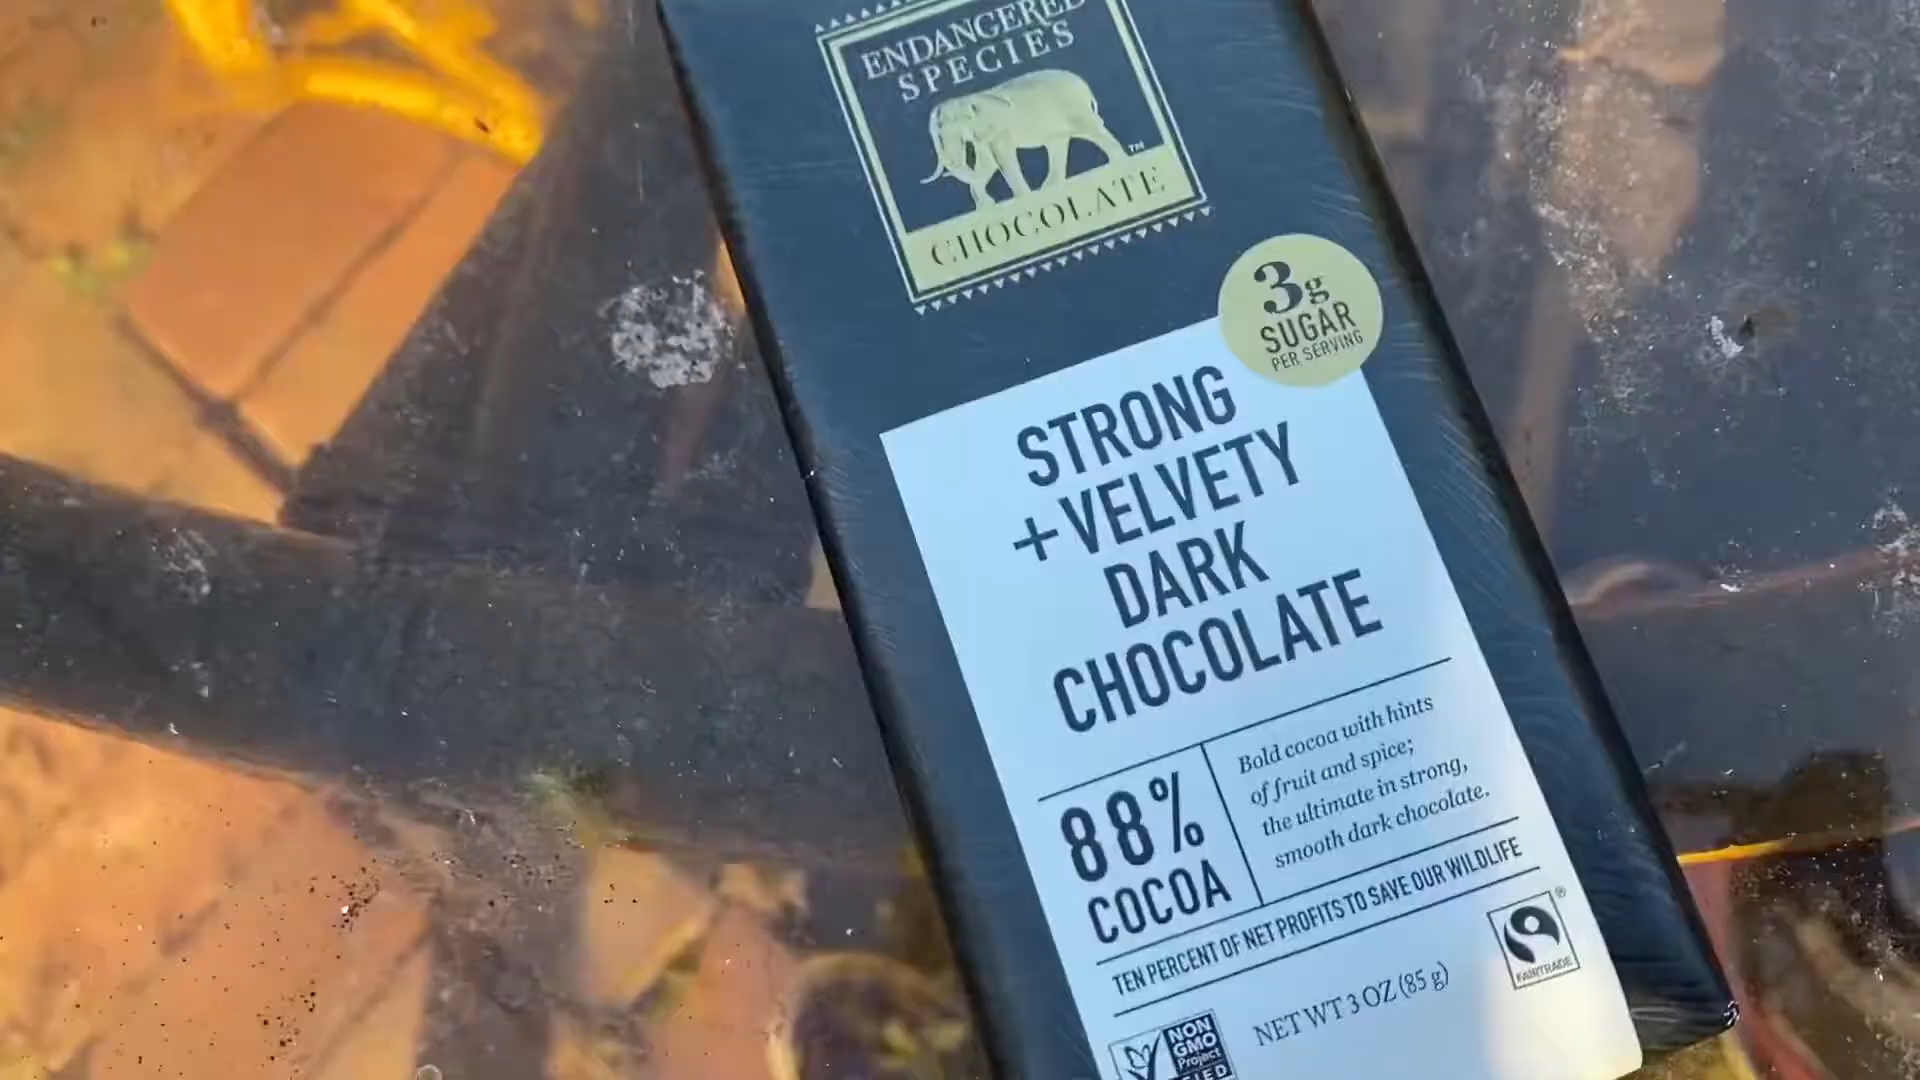 ENDANGERED
SPECIES
™
CHOCOLATE
3g
SUGAR
PER SERVING
STRONG
+VELVETY
DARK
CHOCOLATE
88%
COCOA
Bold cocoa with hints
of fruit and spice;
the ultimate in strong,
smooth dark chocolate.
TEN PERCENT OF NET PROFITS TO SAVE OUR WILDLIFE
®
FAIRTRADE
NET WT 3 OZ (85 g)
NON
GMO
Project